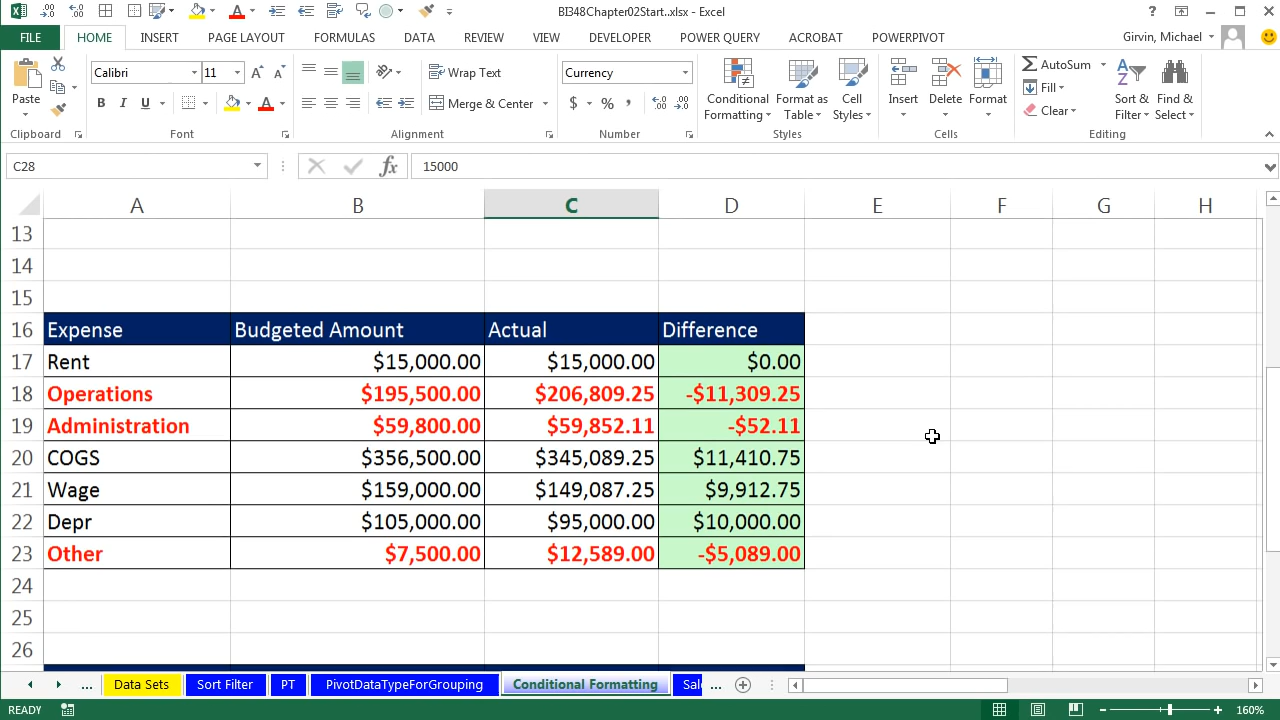 BI348Chapter02Start..xlsx - Excel
FILE HOME INSERT PAGE LAYOUT FORMULAS DATA REVIEW VIEW DEVELOPER POWER QUERY ACROBAT POWERPIVOT Girvin, Michael
Calibri 11 Wrap Text Currency AutoSum
Paste B I U Merge & Center $ % , Conditional Formatting Format as Table Cell Styles Insert Delete Format Fill Clear Sort & Filter Find & Select
Clipboard Font Alignment Number Styles Cells Editing
C28 fx 15000
A B C D E F G H
13
14
15
16 Expense Budgeted Amount Actual Difference
17 Rent $15,000.00 $15,000.00 $0.00
18 Operations $195,500.00 $206,809.25 -$11,309.25
19 Administration $59,800.00 $59,852.11 -$52.11
20 COGS $356,500.00 $345,089.25 $11,410.75
21 Wage $159,000.00 $149,087.25 $9,912.75
22 Depr $105,000.00 $95,000.00 $10,000.00
23 Other $7,500.00 $12,589.00 -$5,089.00
24
25
26
... Data Sets Sort Filter PT PivotDataTypeForGrouping Conditional Formatting Sal ...
READY 160%